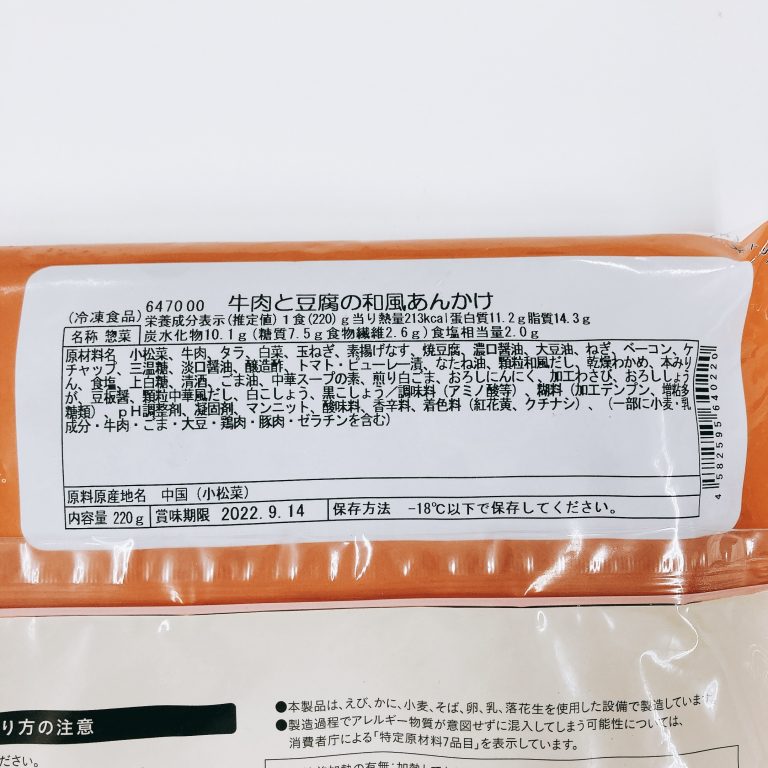 647000 牛肉と豆腐の和風あんかけ
(冷凍食品) 栄養成分表示(推定値)1食(220)g当り熱量213kcal蛋白質11.2g脂質14.3g
名称 惣菜 炭水化物10.1g(糖質7.5g食物繊維2.6g)食塩相当量2.0g
原材料名 小松菜、牛肉、タラ、白菜、玉ねぎ、素揚げなす、焼豆腐、濃口醤油、大豆油、ねぎ、ベーコン、ケ
チャップ、三温糖、淡口醤油、醸造酢、トマト・ピューレー漬、なたね油、顆粒和風だし、乾燥わかめ、本みり
ん、食塩、上白糖、清酒、ごま油、中華スープの素、煎り白ごま、おろしにんにく、加工わさび、おろししょう
が、豆板醤、顆粒中華風だし、白こしょう、黒こしょう/調味料(アミノ酸等)、糊料(加工デンプン、増粘多
糖類)、pH調整剤、凝固剤、マンニット、酸味料、香辛料、着色料(紅花黄、クチナシ)、(一部に小麦・乳
成分・牛肉・ごま・大豆・鶏肉・豚肉・ゼラチンを含む)
原料原産地名 中国(小松菜)
内容量 220g 賞味期限 2022.9.14 保存方法 -18℃以下で保存してください。
4582595640220
●本製品は、えび、かに、小麦、そば、卵、乳、落花生を使用した設備で製造しています
●製造過程でアレルギー物質が意図せずに混入してしまう可能性については、
消費者庁による「特定原材料7品目」を表示しています。
り方の注意
ださい。